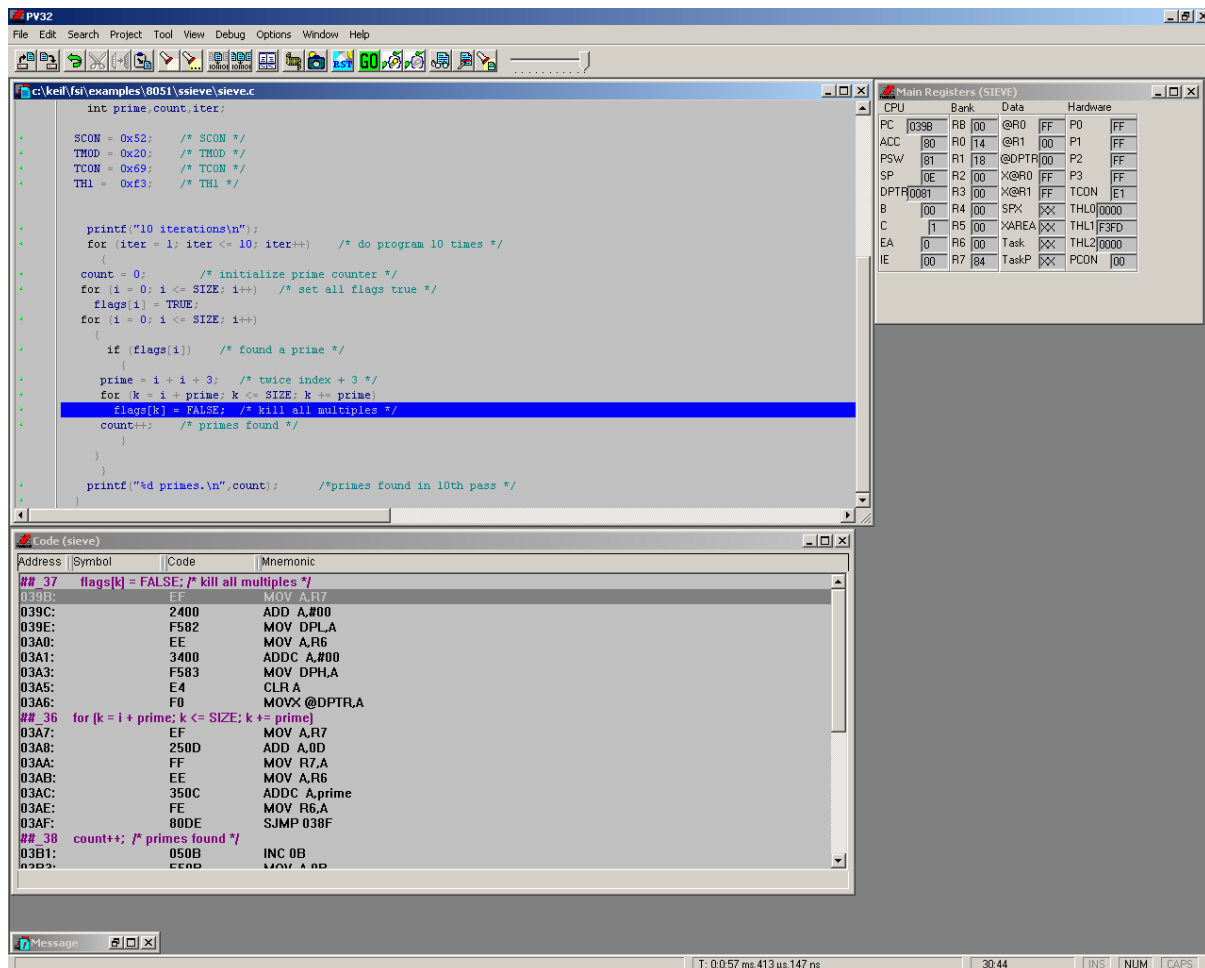 PV32
File Edit Search Project Tool View Debug Options Window Help
RST GO
c:\keil\fsi\examples\8051\ssieve\sieve.c
int prime,count,iter;
SCON = 0x52; /* SCON */
TMOD = 0x20; /* TMOD */
TCON = 0x69; /* TCON */
TH1 = 0xf3; /* TH1 */
printf("10 iterations\n");
for (iter = 1; iter <= 10; iter++) /* do program 10 times */
{
count = 0; /* initialize prime counter */
for (i = 0; i <= SIZE; i++) /* set all flags true */
flags[i] = TRUE;
for (i = 0; i <= SIZE; i++)
{
if (flags[i]) /* found a prime */
{
prime = i + i + 3; /* twice index + 3 */
for (k = i + prime; k <= SIZE; k += prime)
flags[k] = FALSE; /* kill all multiples */
count++; /* primes found */
}
}
}
printf("%d primes.\n",count); /*primes found in 10th pass */
}
Main Registers (SIEVE)
CPU Bank Data Hardware
PC 039B RB 00 @R0 FF P0 FF
ACC 80 R0 14 @R1 00 P1 FF
PSW 81 R1 18 @DPTR 00 P2 FF
SP 0E R2 00 X@R0 FF P3 FF
DPTR 0081 R3 00 X@R1 FF TCON E1
B 00 R4 00 SPX XX THL0 0000
C 1 R5 00 XAREA XX THL1 F3FD
EA 0 R6 00 Task XX THL2 0000
IE 00 R7 84 TaskP XX PCON 00
Code (sieve)
Address Symbol Code Mnemonic
##_37 flags[k] = FALSE; /* kill all multiples */
039B: EF MOV A,R7
039C: 2400 ADD A,#00
039E: F582 MOV DPL,A
03A0: EE MOV A,R6
03A1: 3400 ADDC A,#00
03A3: F583 MOV DPH,A
03A5: E4 CLR A
03A6: F0 MOVX @DPTR,A
##_36 for (k = i + prime; k <= SIZE; k += prime)
03A7: EF MOV A,R7
03A8: 250D ADD A,0D
03AA: FF MOV R7,A
03AB: EE MOV A,R6
03AC: 350C ADDC A,prime
03AE: FE MOV R6,A
03AF: 80DE SJMP 038F
##_38 count++; /* primes found */
03B1: 050B INC 0B
03B3: E50B MOV A,0B
Message
T: 0:0:57 ms.413 us.147 ns 30:44 INS NUM CAPS